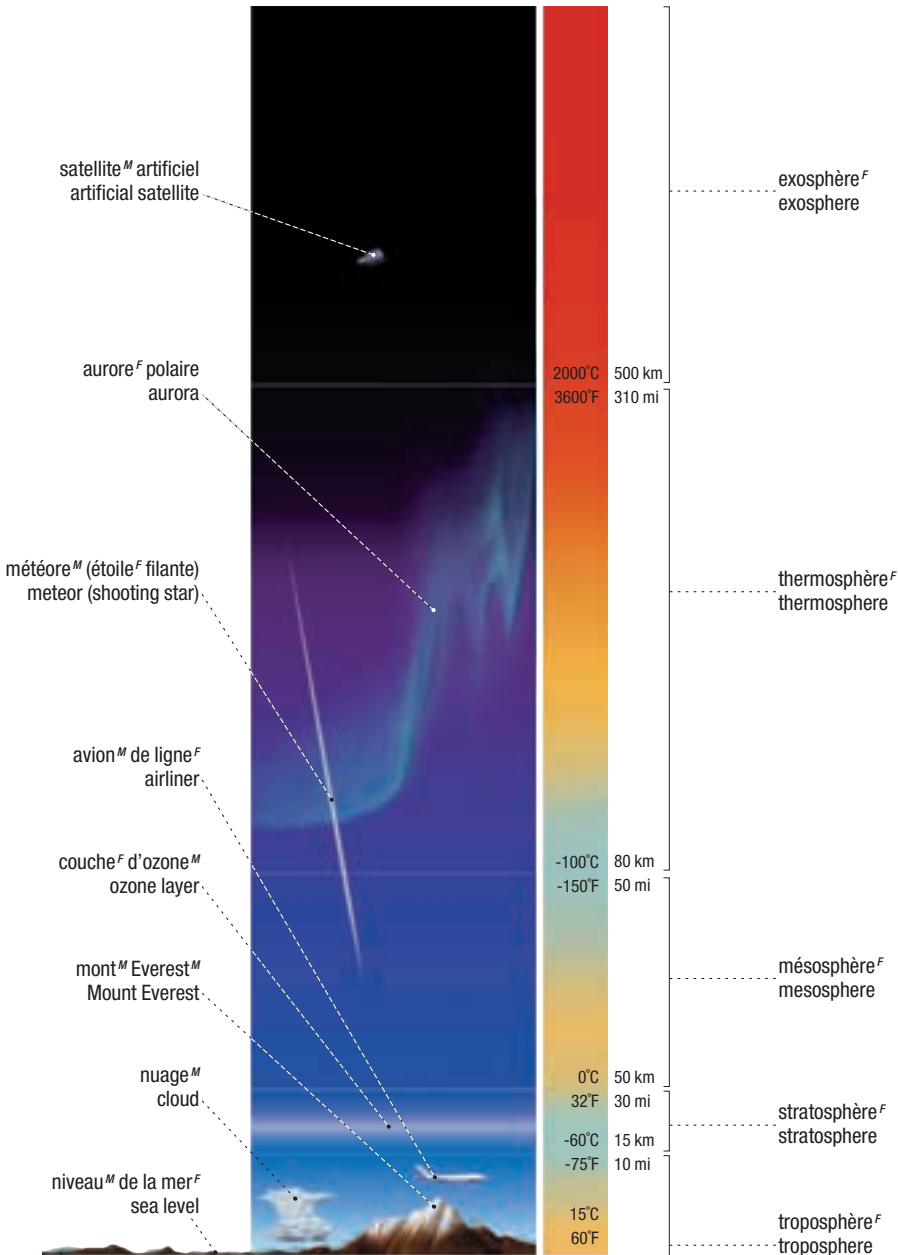 satelliteᴹ artificiel
artificial satellite
auroreꟳ polaire
aurora
météoreᴹ (étoileꟳ filante)
meteor (shooting star)
avionᴹ de ligneꟳ
airliner
coucheꟳ d'ozoneᴹ
ozone layer
montᴹ Everestᴹ
Mount Everest
nuageᴹ
cloud
niveauᴹ de la merꟳ
sea level
2000°C 500 km
3600°F 310 mi
-100°C 80 km
-150°F 50 mi
0°C 50 km
32°F 30 mi
-60°C 15 km
-75°F 10 mi
15°C
60°F
exosphèreꟳ
exosphere
thermosphèreꟳ
thermosphere
mésosphèreꟳ
mesosphere
stratosphèreꟳ
stratosphere
troposphèreꟳ
troposphere